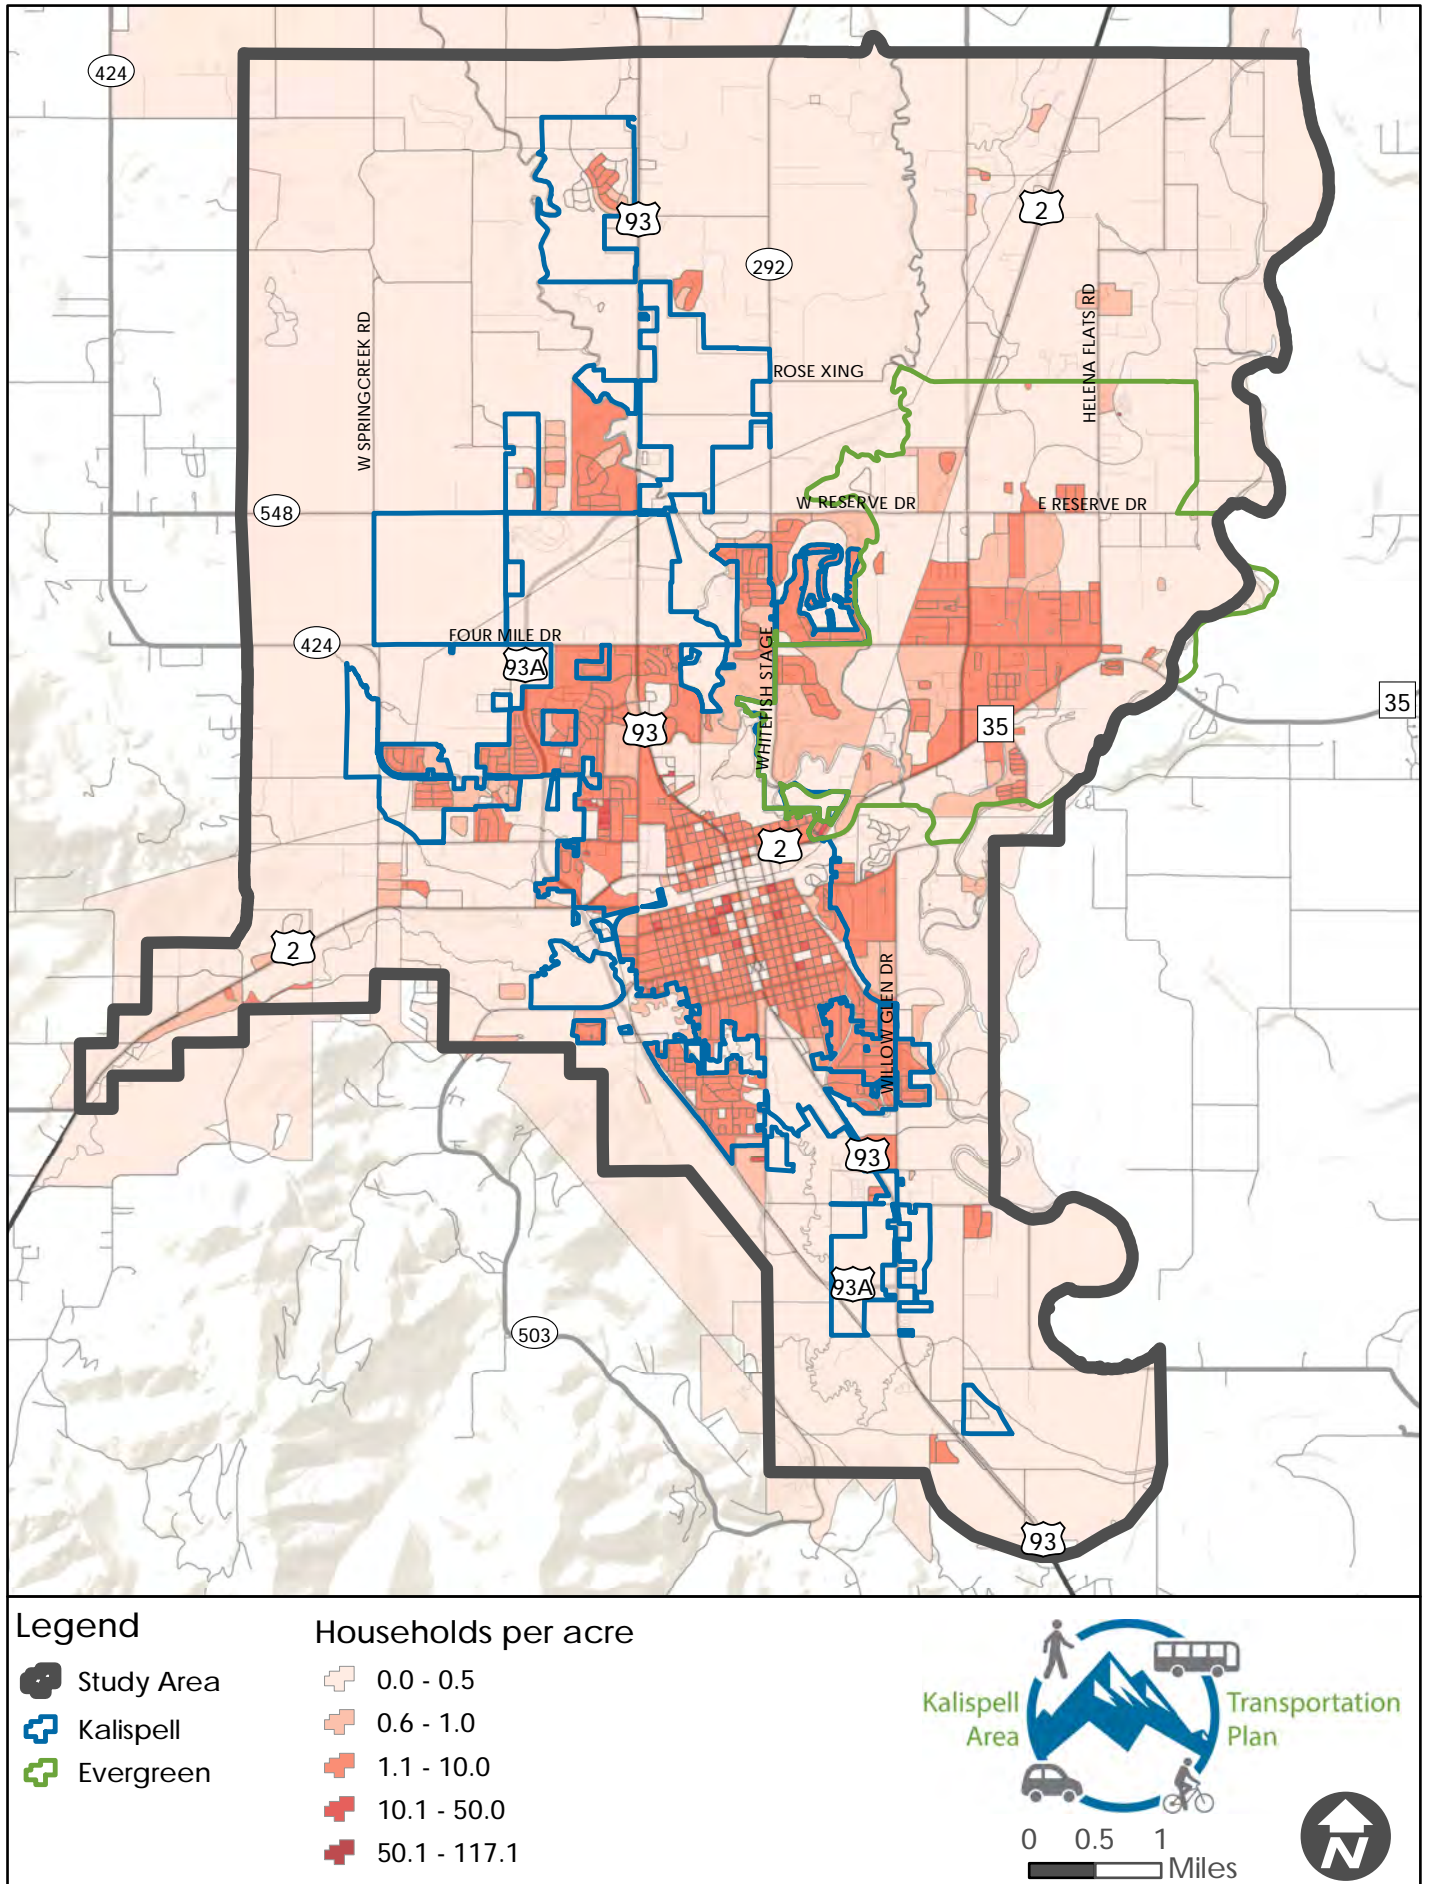 424
93
2
292
HELENA FLATS RD
W SPRINGCREEK RD
ROSE XING
W RESERVE DR
E RESERVE DR
548
FOUR MILE DR
424
93A
WHITEFISH STAGE
93
35
35
2
2
WILLOW GLEN DR
93
93A
503
93
Legend
Study Area
Kalispell
Evergreen
Households per acre
0.0 - 0.5
0.6 - 1.0
1.1 - 10.0
10.1 - 50.0
50.1 - 117.1
Kalispell
Area
Transportation
Plan
0 0.5 1
Miles
N